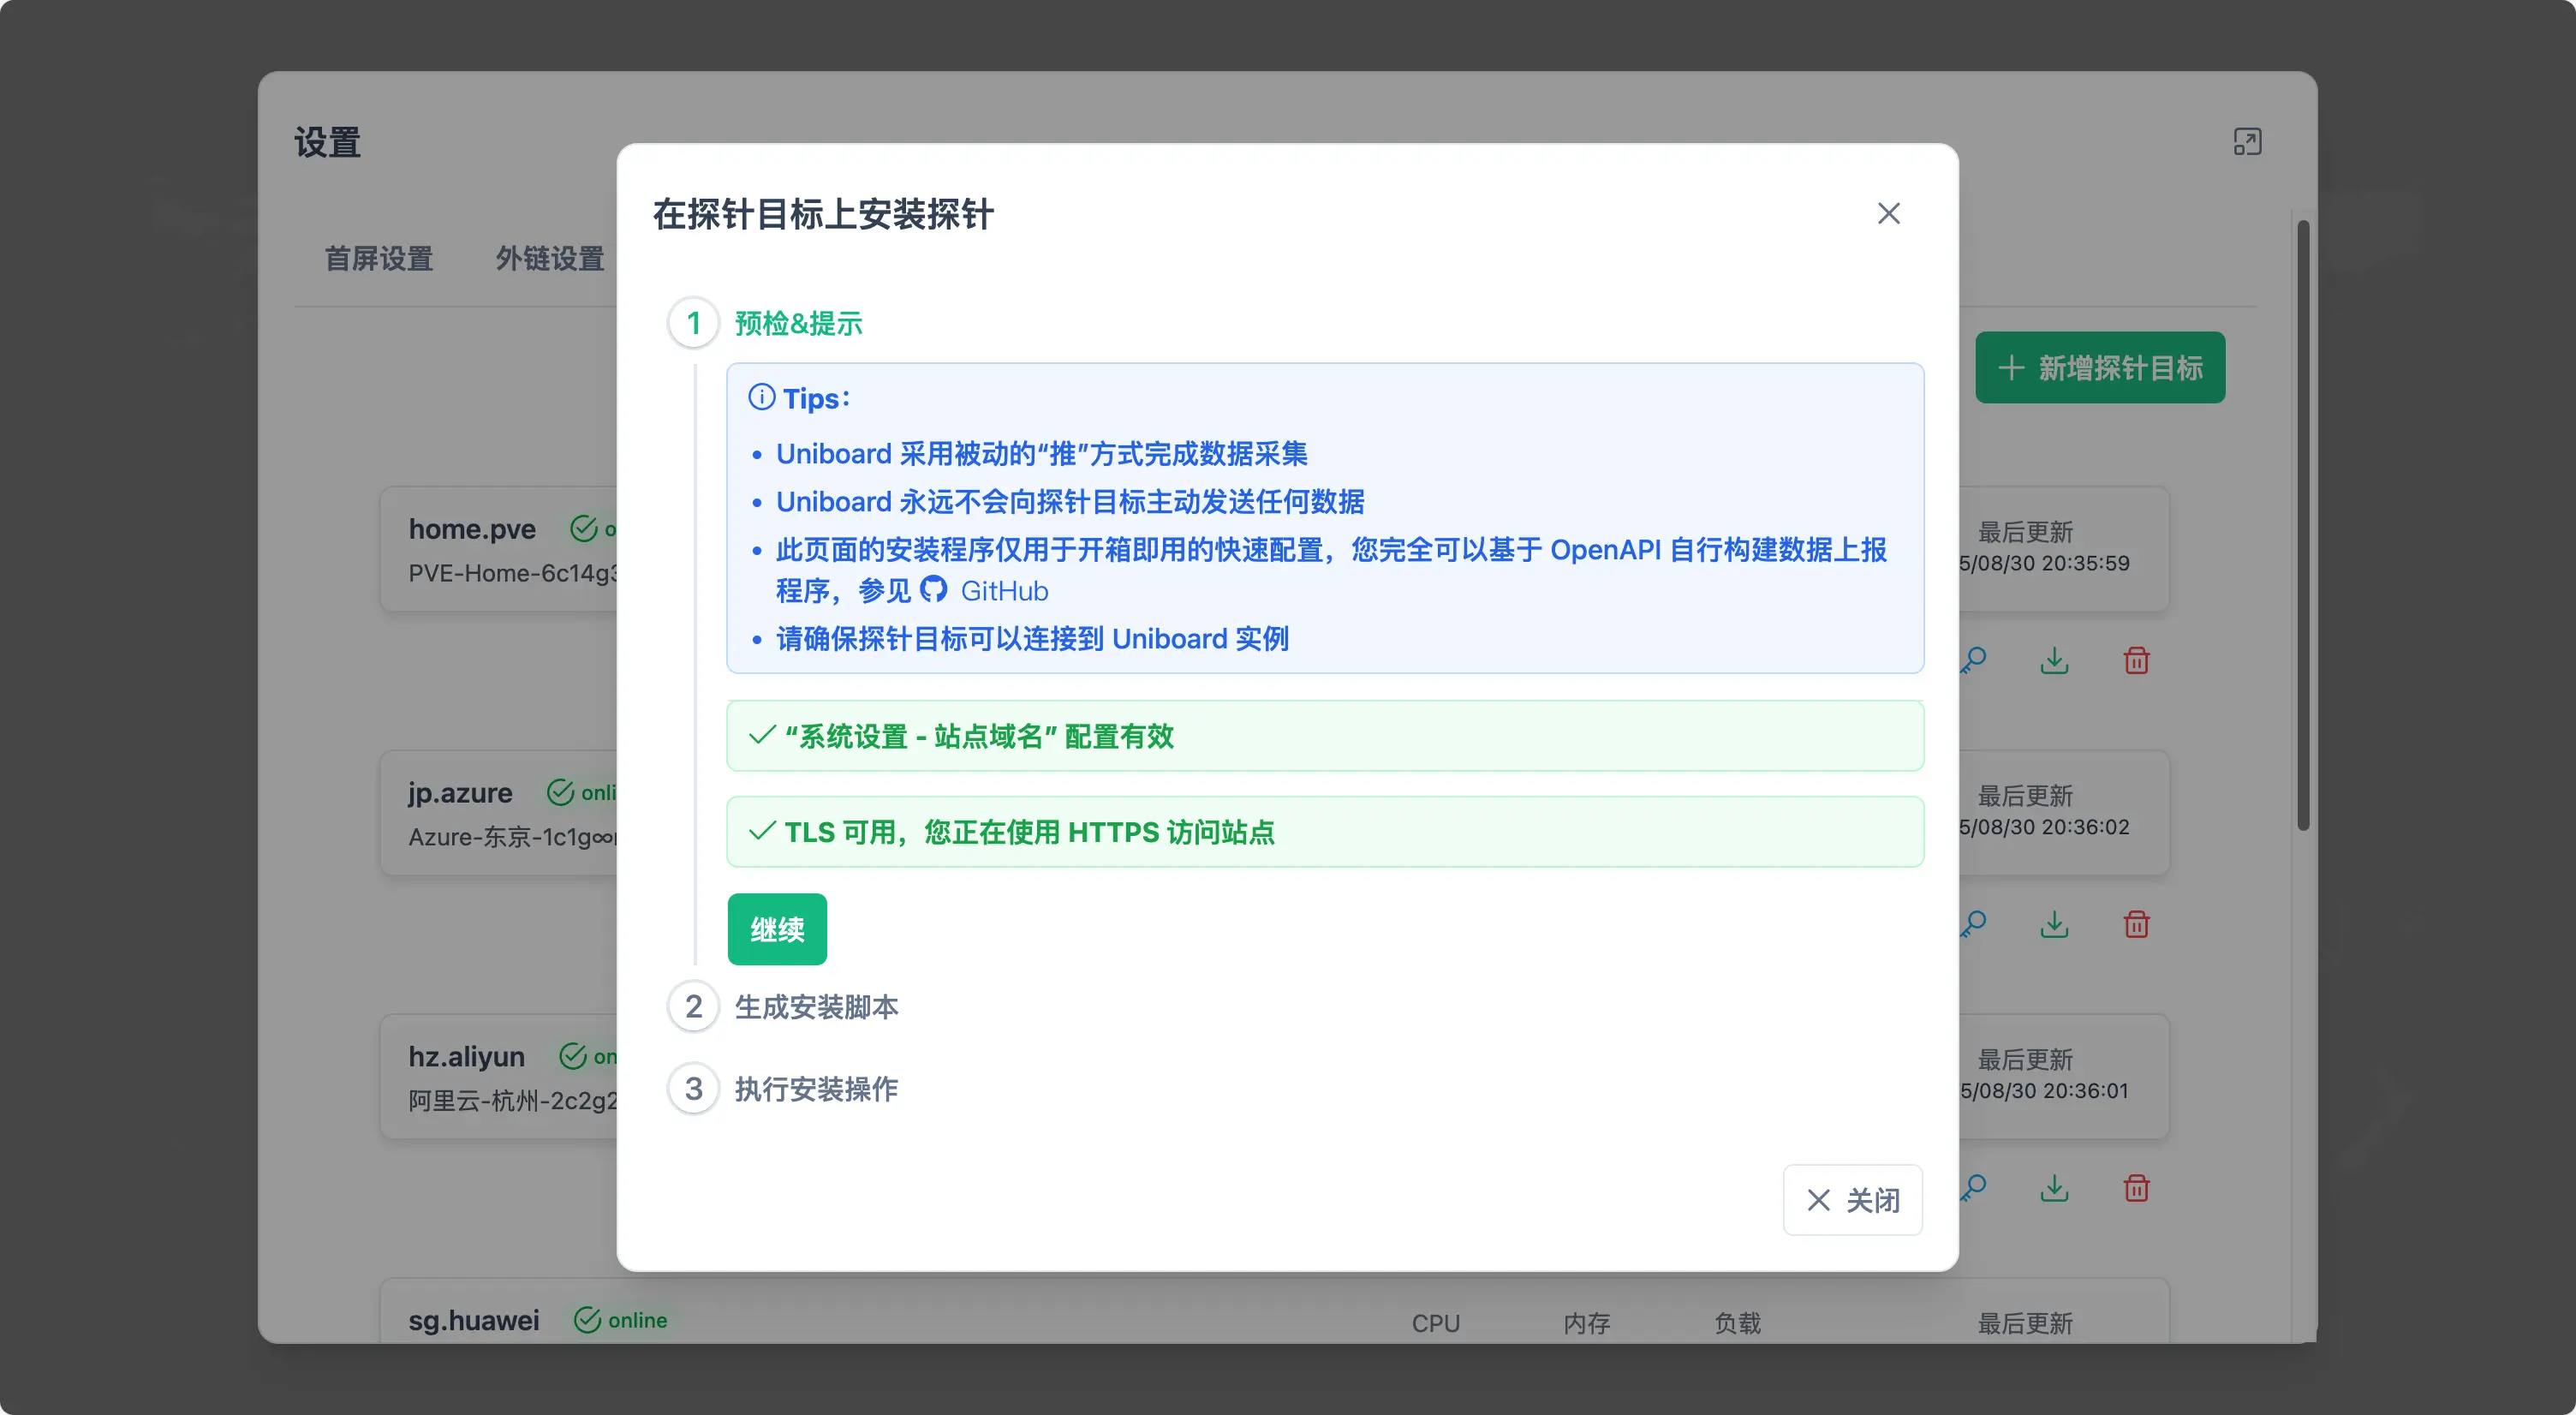 设置
首屏设置
外链设置
新增探针目标
在探针目标上安装探针
1 预检&提示
Tips:
• Uniboard 采用被动的“推”方式完成数据采集
• Uniboard 永远不会向探针目标主动发送任何数据
• 此页面的安装程序仅用于开箱即用的快速配置，您完全可以基于 OpenAPI 自行构建数据上报
程序，参见 GitHub
• 请确保探针目标可以连接到 Uniboard 实例
“系统设置 - 站点域名” 配置有效
TLS 可用，您正在使用 HTTPS 访问站点
继续
2 生成安装脚本
3 执行安装操作
关闭
home.pve
PVE-Home-6c14g
最后更新
5/08/30 20:35:59
jp.azure onli
Azure-东京-1c1g∞
最后更新
5/08/30 20:36:02
hz.aliyun on
阿里云-杭州-2c2g
最后更新
5/08/30 20:36:01
sg.huawei online
CPU 内存 负载 最后更新